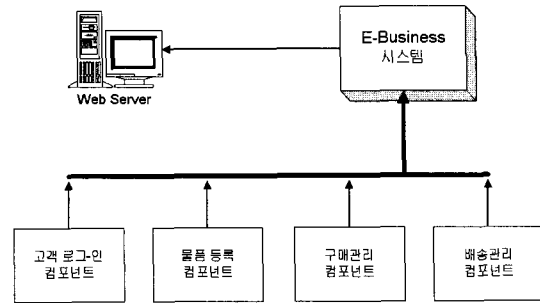 E-Business
시스템
Web Server
고객 로그-인
컴포넌트
물품 등록
컴포넌트
구매관리
컴포넌트
배송관리
컴포넌트